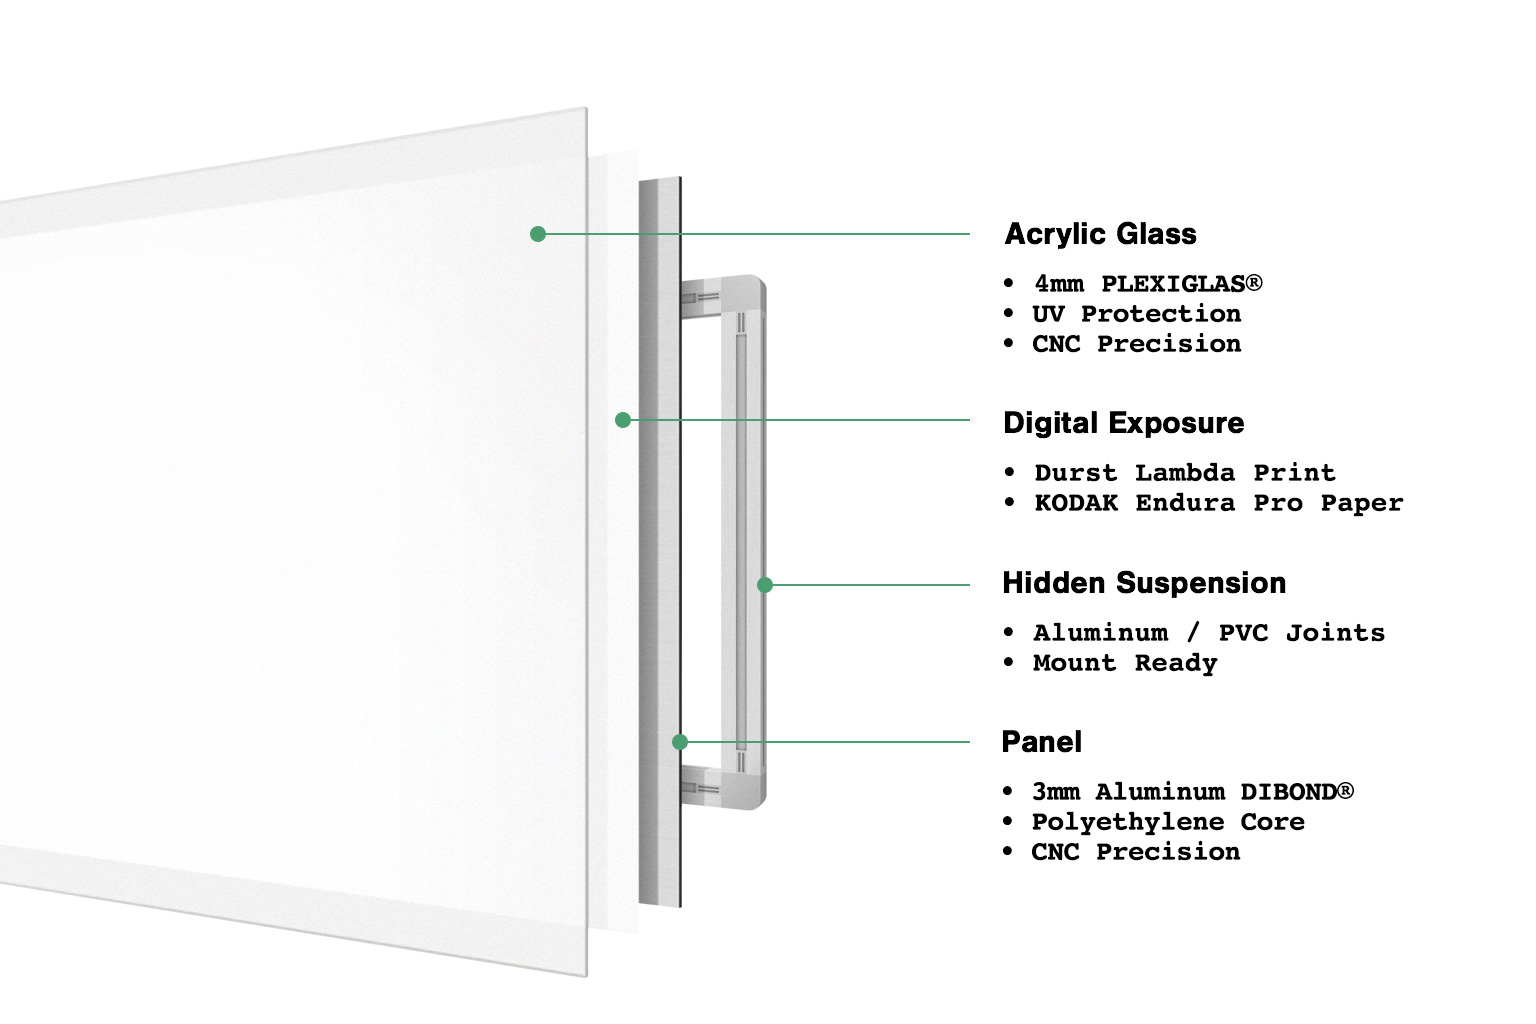 Acrylic Glass
• 4mm PLEXIGLAS®
• UV Protection
• CNC Precision
Digital Exposure
• Durst Lambda Print
• KODAK Endura Pro Paper
Hidden Suspension
• Aluminum / PVC Joints
• Mount Ready
Panel
• 3mm Aluminum DIBOND®
• Polyethylene Core
• CNC Precision